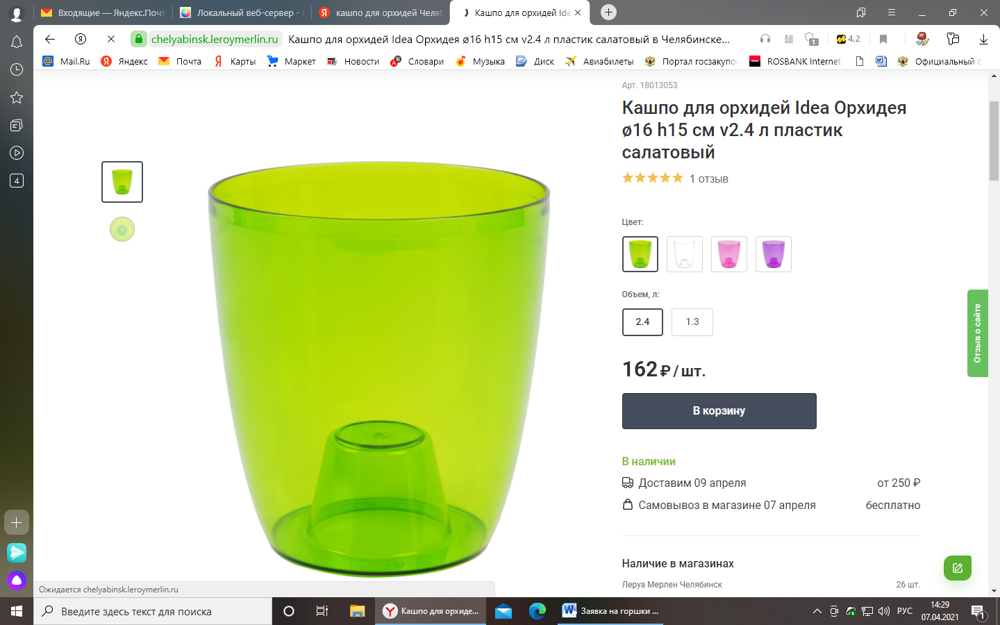 Входящие — Яндекс.Почт
Локальный веб-сервер -
кашпо для орхидей Челяб
Кашпо для орхидей Ide
chelyabinsk.leroymerlin.ru
Кашпо для орхидей Idea Орхидея ø16 h15 см v2.4 л пластик салатовый в Челябинске...
1
4,2
Mail.Ru
Яндекс
Почта
Карты
Маркет
Новости
Словари
Музыка
Диск
Авиабилеты
Портал госзакупо
ROSBANK Internet
Официальный с
4
Арт. 18013053
Кашпо для орхидей Idea Орхидея
ø16 h15 см v2.4 л пластик
салатовый
1 отзыв
Цвет:
Объем, л:
2.4
1.3
162 ₽ / шт.
В корзину
Отзыв о сайте
В наличии
Доставим 09 апреля от 250 ₽
Самовывоз в магазине 07 апреля бесплатно
Наличие в магазинах
Леруа Мерлен Челябинск 26 шт.
Ожидается chelyabinsk.leroymerlin.ru
Введите здесь текст для поиска
Кашпо для орхиде...
Заявка на горшки ...
РУС
14:29
07.04.2021
1